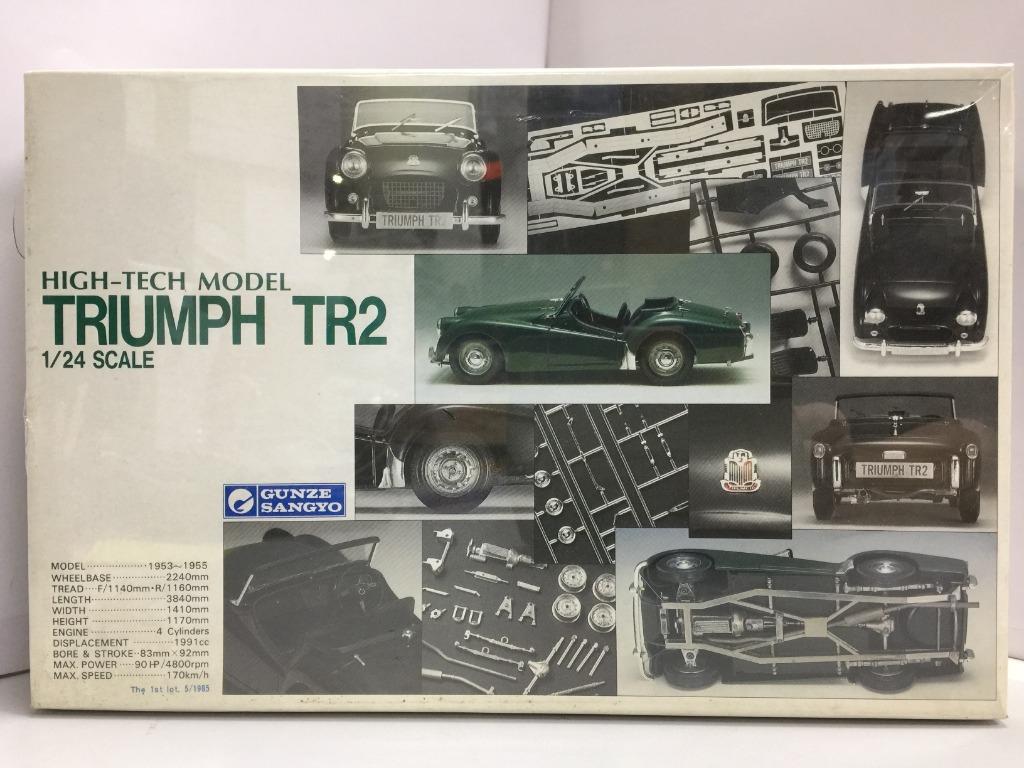 HIGH-TECH MODEL
TRIUMPH TR2
1/24 SCALE
TRIUMPH TR2
TRIUMPH TR2
TRIUMPH TR2
GUNZE
SANGYO
MODEL 1953~1955
WHEELBASE 2240mm
TREAD F/1140mm·R/1160mm
LENGTH 3840mm
WIDTH 1410mm
HEIGHT 1170mm
ENGINE 4 Cylinders
DISPLACEMENT 1991cc
BORE & STROKE 83mm×92mm
MAX. POWER 90HP/4800rpm
MAX. SPEED 170km/h
The 1st lot. 5/1985